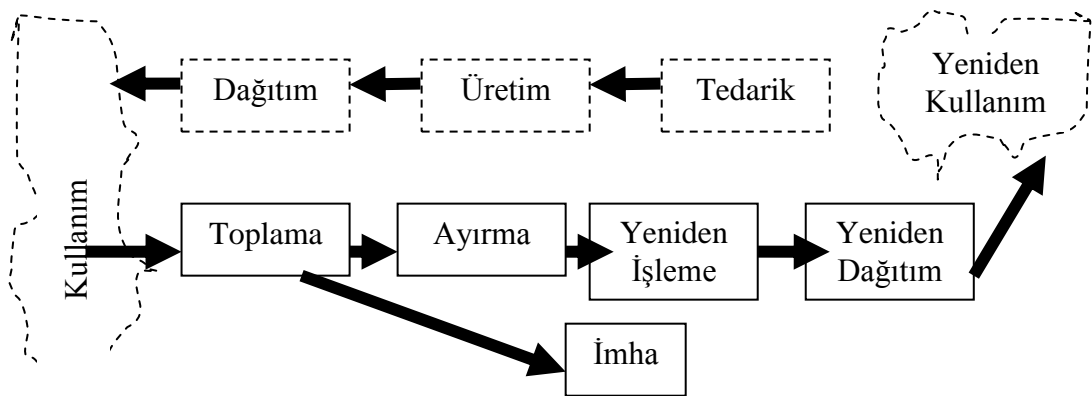 Dağıtım
Üretim
Tedarik
Yeniden
Kullanım
Kullanım
Toplama
Ayırma
Yeniden
İşleme
Yeniden
Dağıtım
İmha